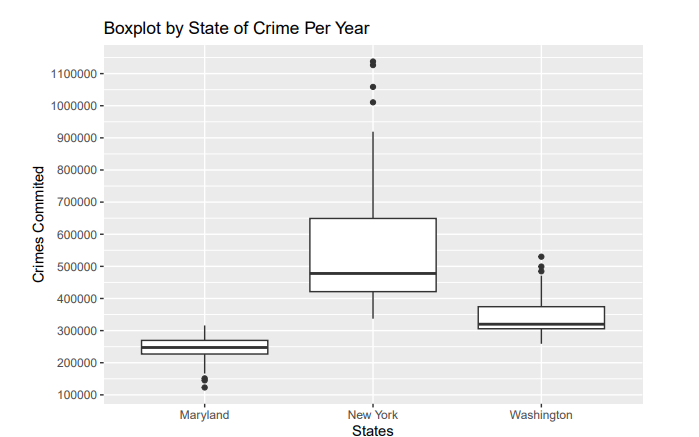 Boxplot by State of Crime Per Year
Crimes Commited
1100000
1000000
900000
800000
700000
600000
500000
400000
300000
200000
100000
Maryland
New York
Washington
States